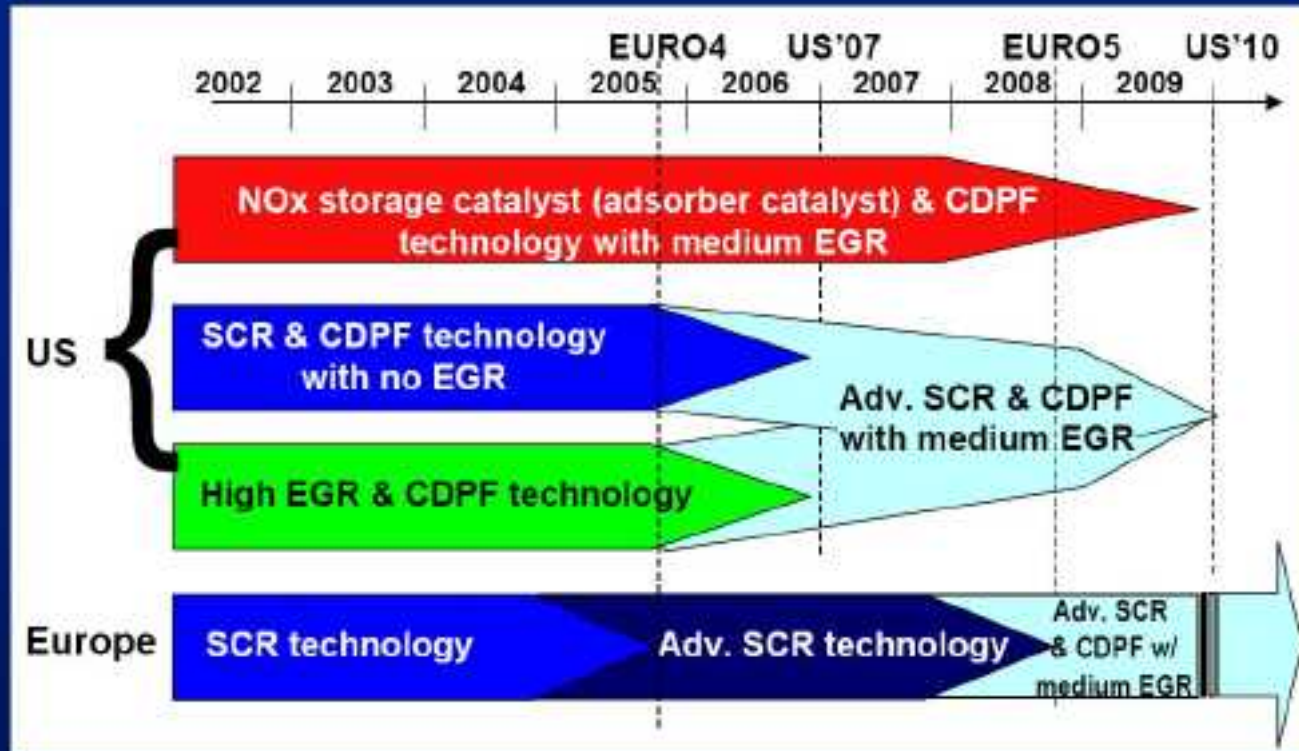 EURO4 US'07 EURO5 US'10
2002 2003 2004 2005 2006 2007 2008 2009
NOx storage catalyst (adsorber catalyst) & CDPF
technology with medium EGR
US
SCR & CDPF technology
with no EGR
Adv. SCR & CDPF
with medium EGR
High EGR & CDPF technology
Europe
SCR technology
Adv. SCR technology
Adv. SCR
& CDPF w/
medium EGR